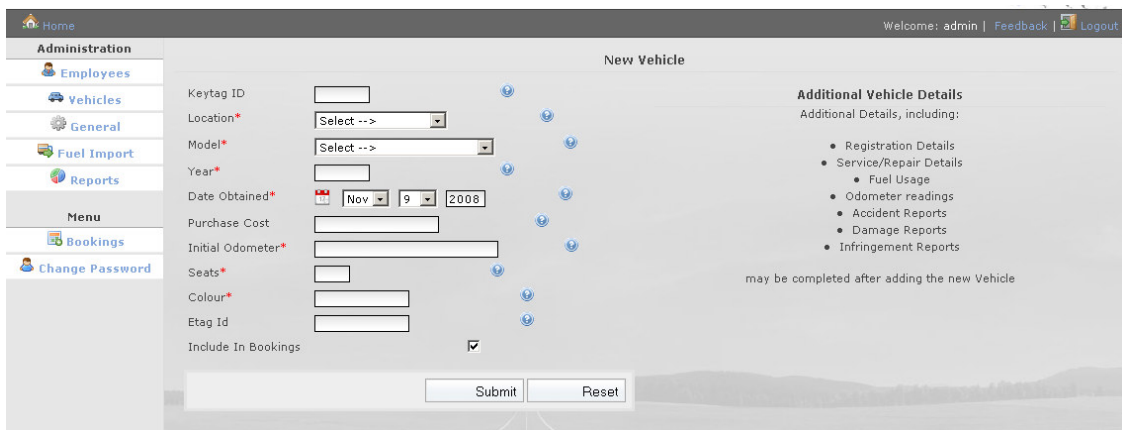 Home
Welcome: admin | Feedback | Logout
Administration
Employees
Vehicles
General
Fuel Import
Reports
Menu
Bookings
Change Password
New Vehicle
Keytag ID
Location*
Select -->
Model*
Select -->
Year*
Date Obtained*
Nov 9 2008
Purchase Cost
Initial Odometer*
Seats*
Colour*
Etag Id
Include In Bookings
Submit Reset
Additional Vehicle Details
Additional Details, including:
• Registration Details
• Service/Repair Details
• Fuel Usage
• Odometer readings
• Accident Reports
• Damage Reports
• Infringement Reports
may be completed after adding the new Vehicle